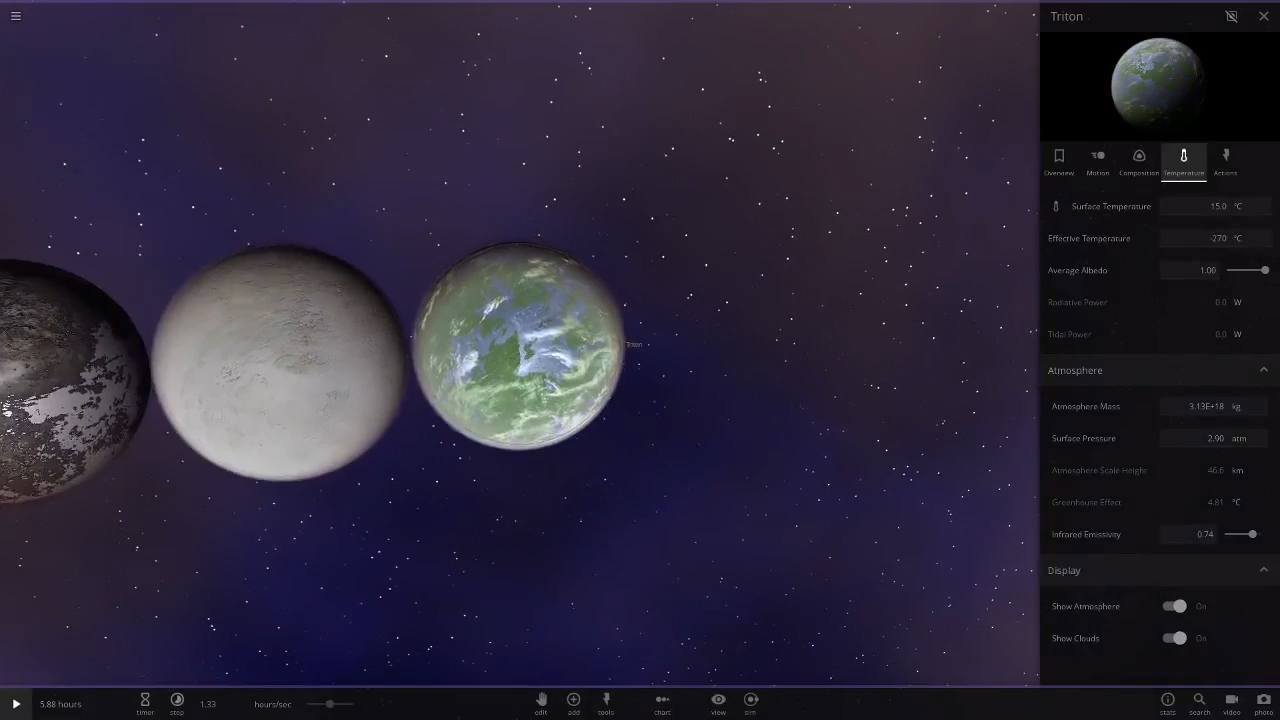 Triton
Overview Motion Composition Temperature Actions
Surface Temperature 15.0 °C
Effective Temperature -270 °C
Average Albedo 1.00
Radiative Power 0.0 W
Tidal Power 0.0 W
Triton
Atmosphere
Atmosphere Mass 3.13E+18 kg
Surface Pressure 2.90 atm
Atmosphere Scale Height 46.6 km
Greenhouse Effect 4.81 °C
Infrared Emissivity 0.74
Display
Show Atmosphere On
Show Clouds On
5.88 hours timer step 1.33 hours/sec edit add tools chart view sim stats search video photo